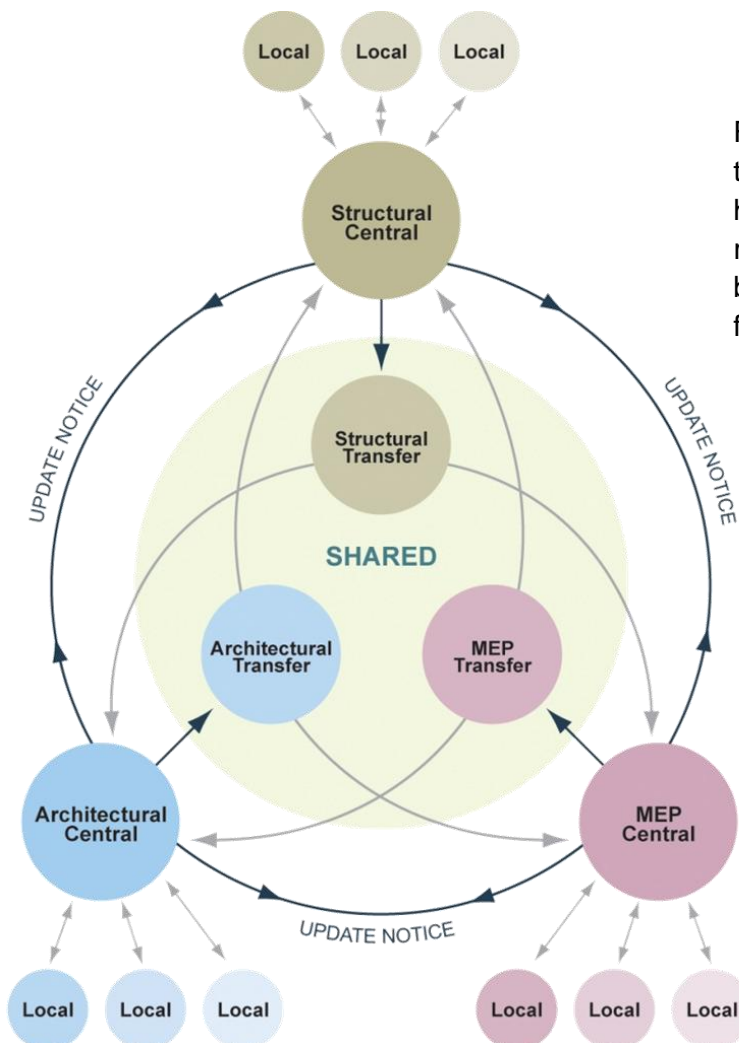 Local
Local
Local
Structural
Central
UPDATE NOTICE
UPDATE NOTICE
Structural
Transfer
SHARED
Architectural
Transfer
MEP
Transfer
Architectural
Central
MEP
Central
UPDATE NOTICE
Local
Local
Local
Local
Local
Local